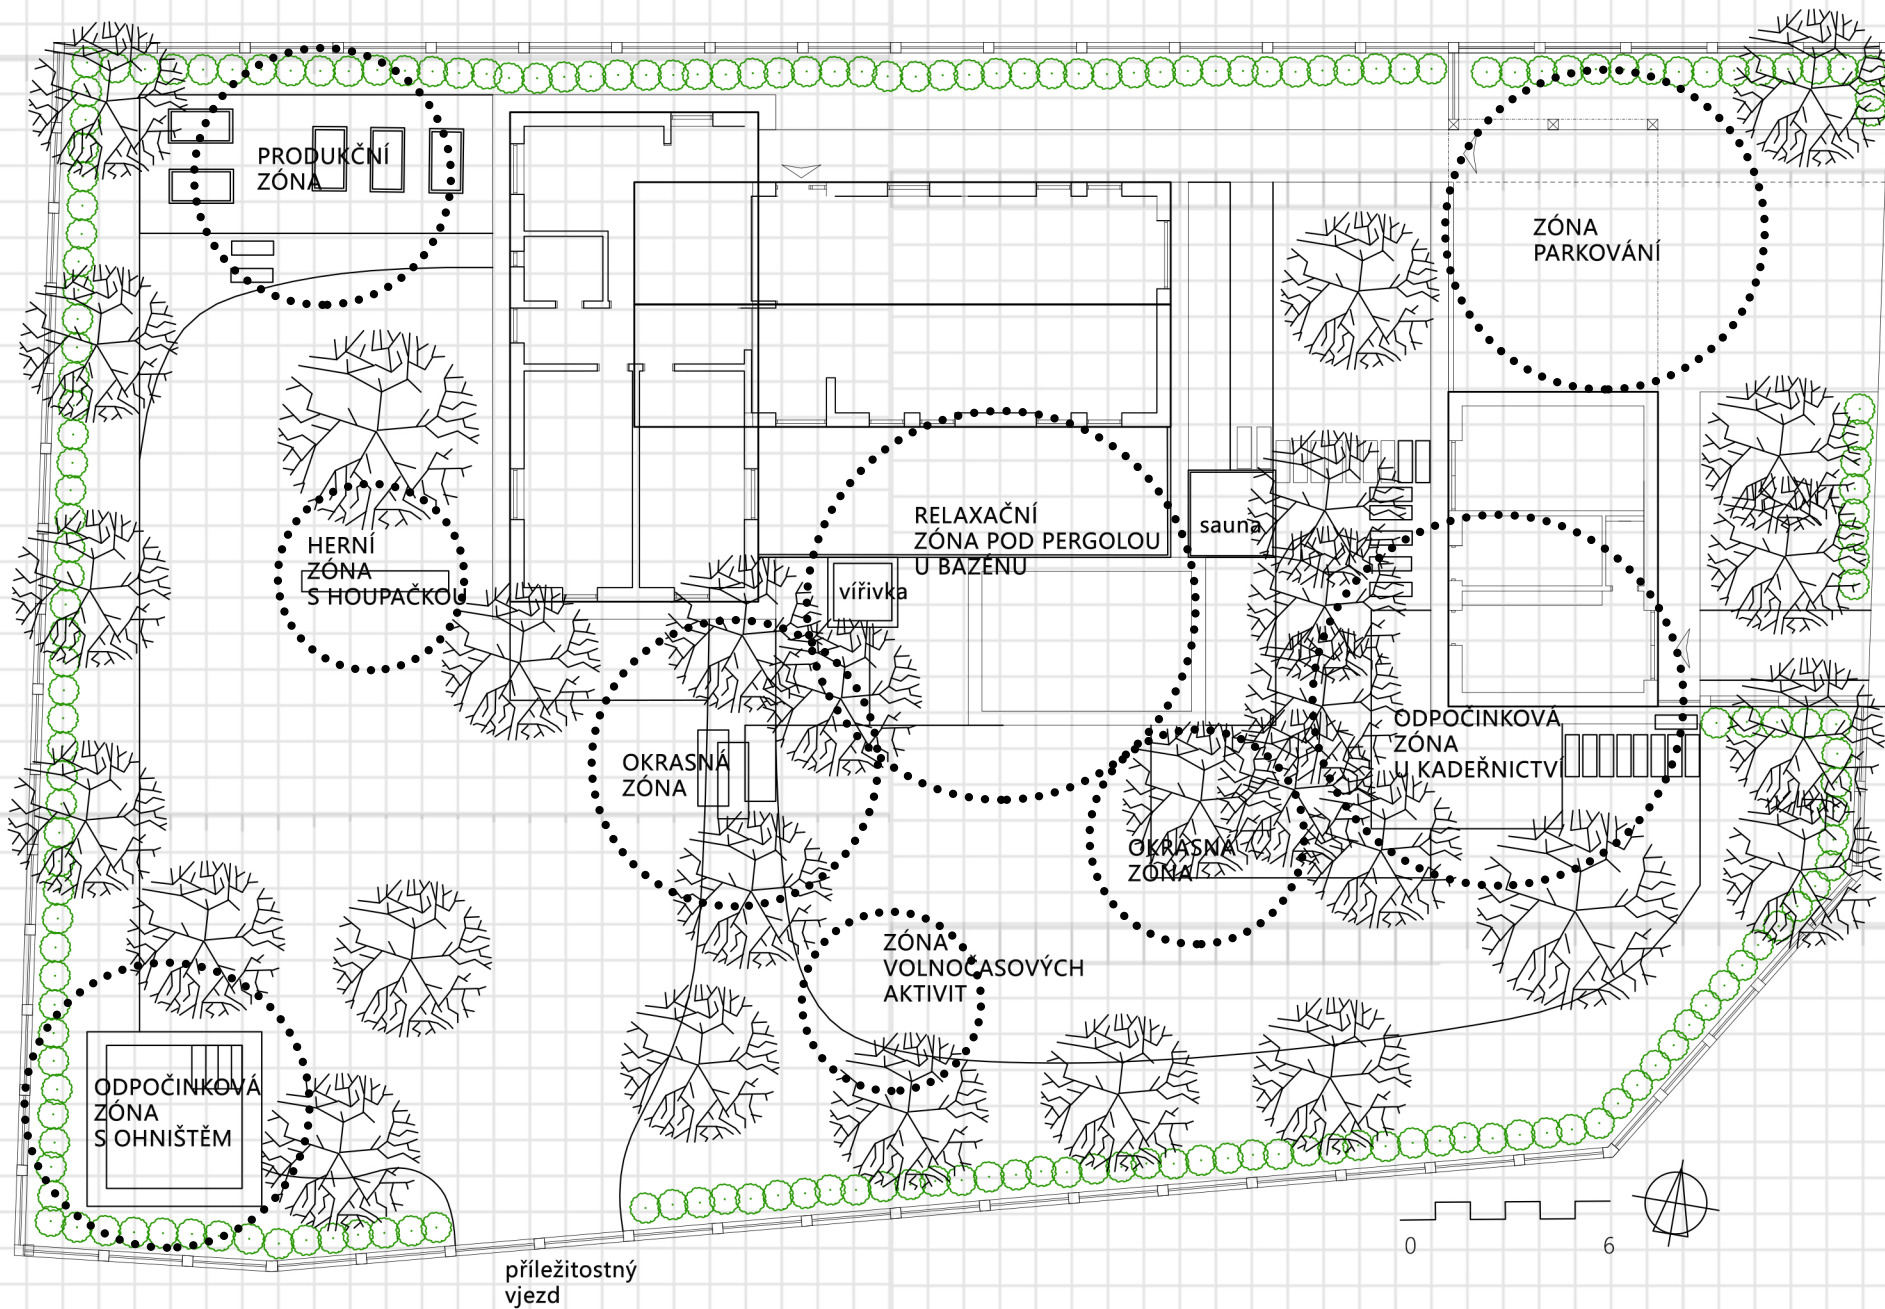 PRODUKČNÍ
ZÓNA
ZÓNA
PARKOVÁNÍ
RELAXAČNÍ
ZÓNA POD PERGOLOU
U BAZÉNU
sauna
vířivka
HERNÍ
ZÓNA
S HOUPAČKOU
OKRASNÁ
ZÓNA
ODPOČINKOVÁ
ZÓNA
U KADEŘNICTVÍ
OKRASNÁ
ZÓNA
ZÓNA
VOLNOČASOVÝCH
AKTIVIT
ODPOČINKOVÁ
ZÓNA
S OHNIŠTĚM
příležitostný
vjezd
0 6